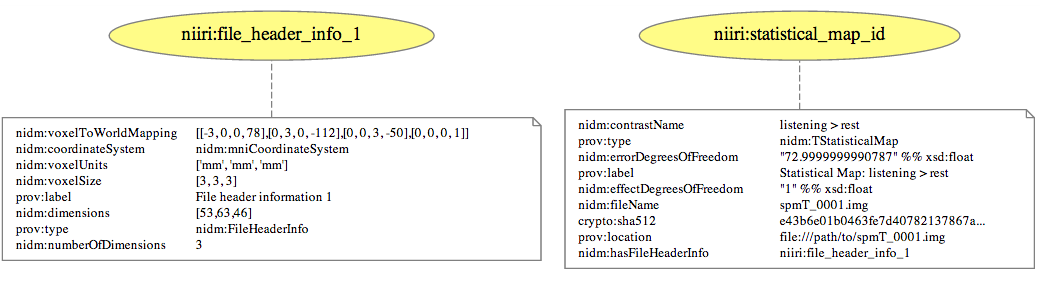 niiri:file_header_info_1
nidm:voxelToWorldMapping [[-3, 0, 0, 78],[0, 3, 0, -112],[0, 0, 3, -50],[0, 0, 0, 1]]
nidm:coordinateSystem nidm:mniCoordinateSystem
nidm:voxelUnits ['mm', 'mm', 'mm']
nidm:voxelSize [3, 3, 3]
prov:label File header information 1
nidm:dimensions [53,63,46]
prov:type nidm:FileHeaderInfo
nidm:numberOfDimensions 3
niiri:statistical_map_id
nidm:contrastName listening > rest
prov:type nidm:TStatisticalMap
nidm:errorDegreesOfFreedom "72.9999999990787" %% xsd:float
prov:label Statistical Map: listening > rest
nidm:effectDegreesOfFreedom "1" %% xsd:float
nidm:fileName spmT_0001.img
crypto:sha512 e43b6e01b0463fe7d40782137867a...
prov:location file:///path/to/spmT_0001.img
nidm:hasFileHeaderInfo niiri:file_header_info_1